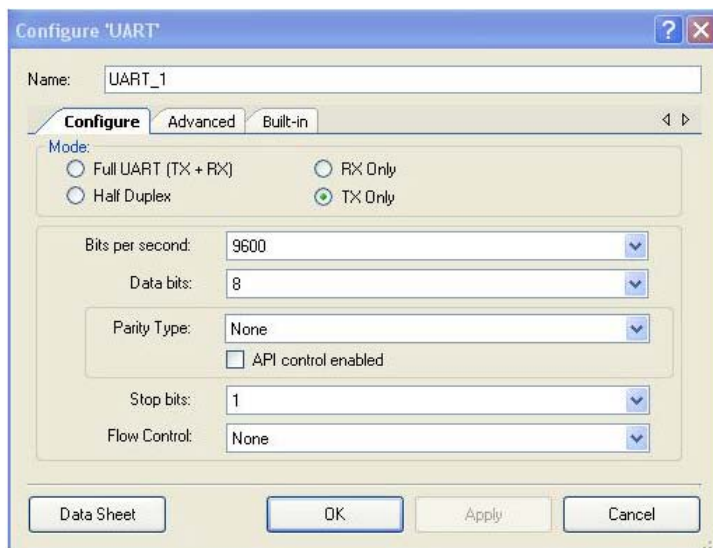 Configure 'UART'
Name: UART_1
Configure Advanced Built-in
Mode:
Full UART (TX + RX) RX Only
Half Duplex TX Only
Bits per second: 9600
Data bits: 8
Parity Type: None
API control enabled
Stop bits: 1
Flow Control: None
Data Sheet OK Apply Cancel